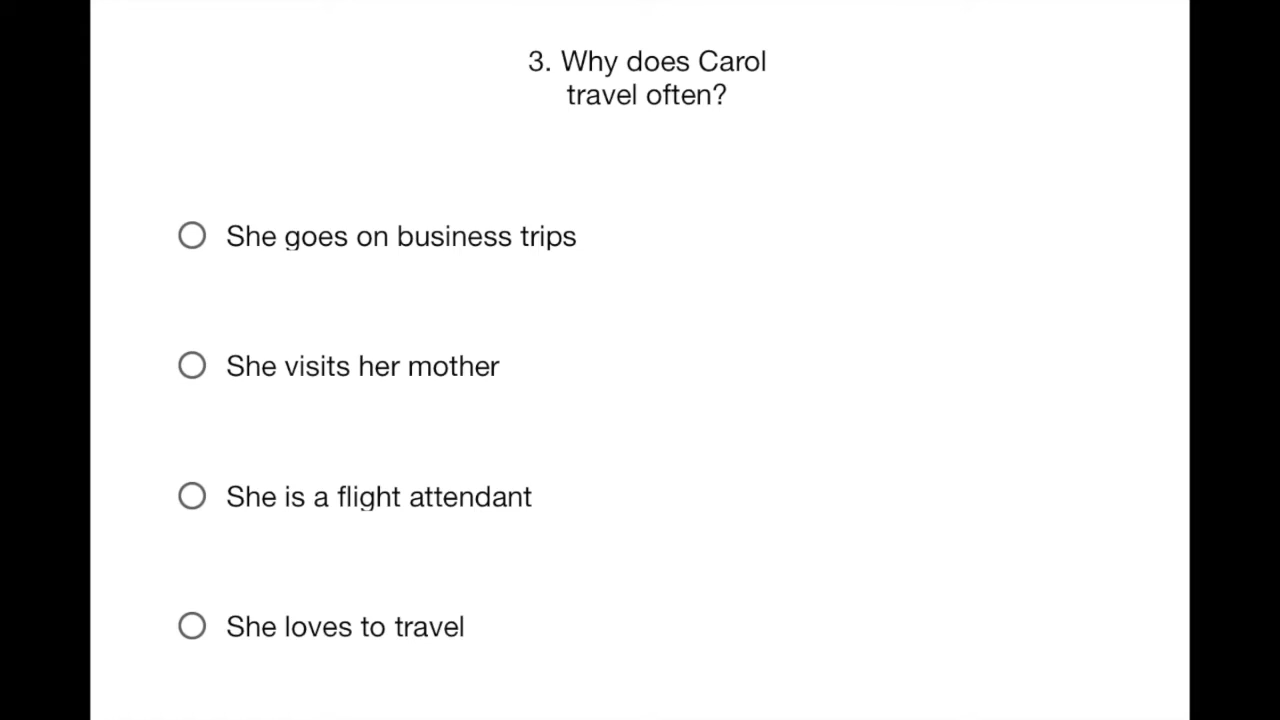 3. Why does Carol
travel often?
She goes on business trips
She visits her mother
She is a flight attendant
She loves to travel